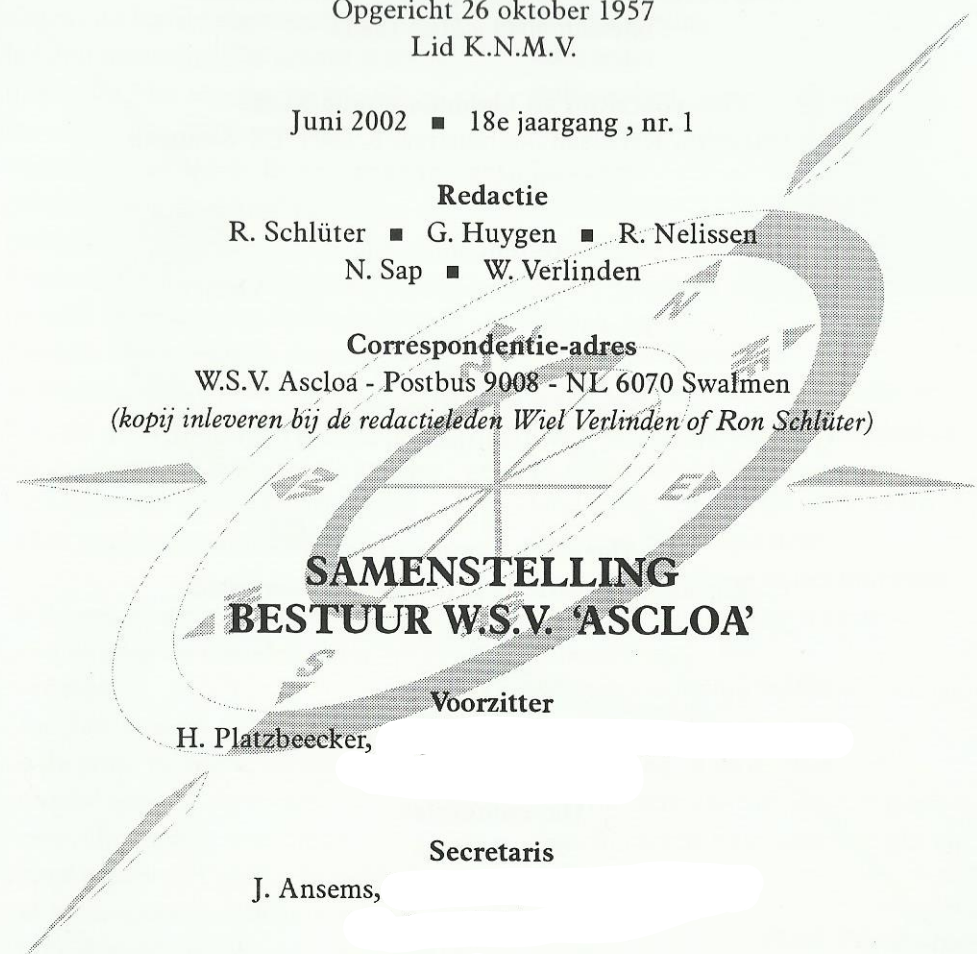 Opgericht 26 oktober 1957
Lid K.N.M.V.
Juni 2002 ■ 18e jaargang , nr. 1
Redactie
R. Schlüter ■ G. Huygen ■ R. Nelissen
N. Sap ■ W. Verlinden
Correspondentie-adres
W.S.V. Ascloa - Postbus 9008 - NL 6070 Swalmen
(kopij inleveren bij de redactieleden Wiel Verlinden of Ron Schlüter)
N
S
E
SAMENSTELLING
BESTUUR W.S.V. ‘ASCLOA’
S
Voorzitter
H. Platzbeecker,
Secretaris
J. Ansems,